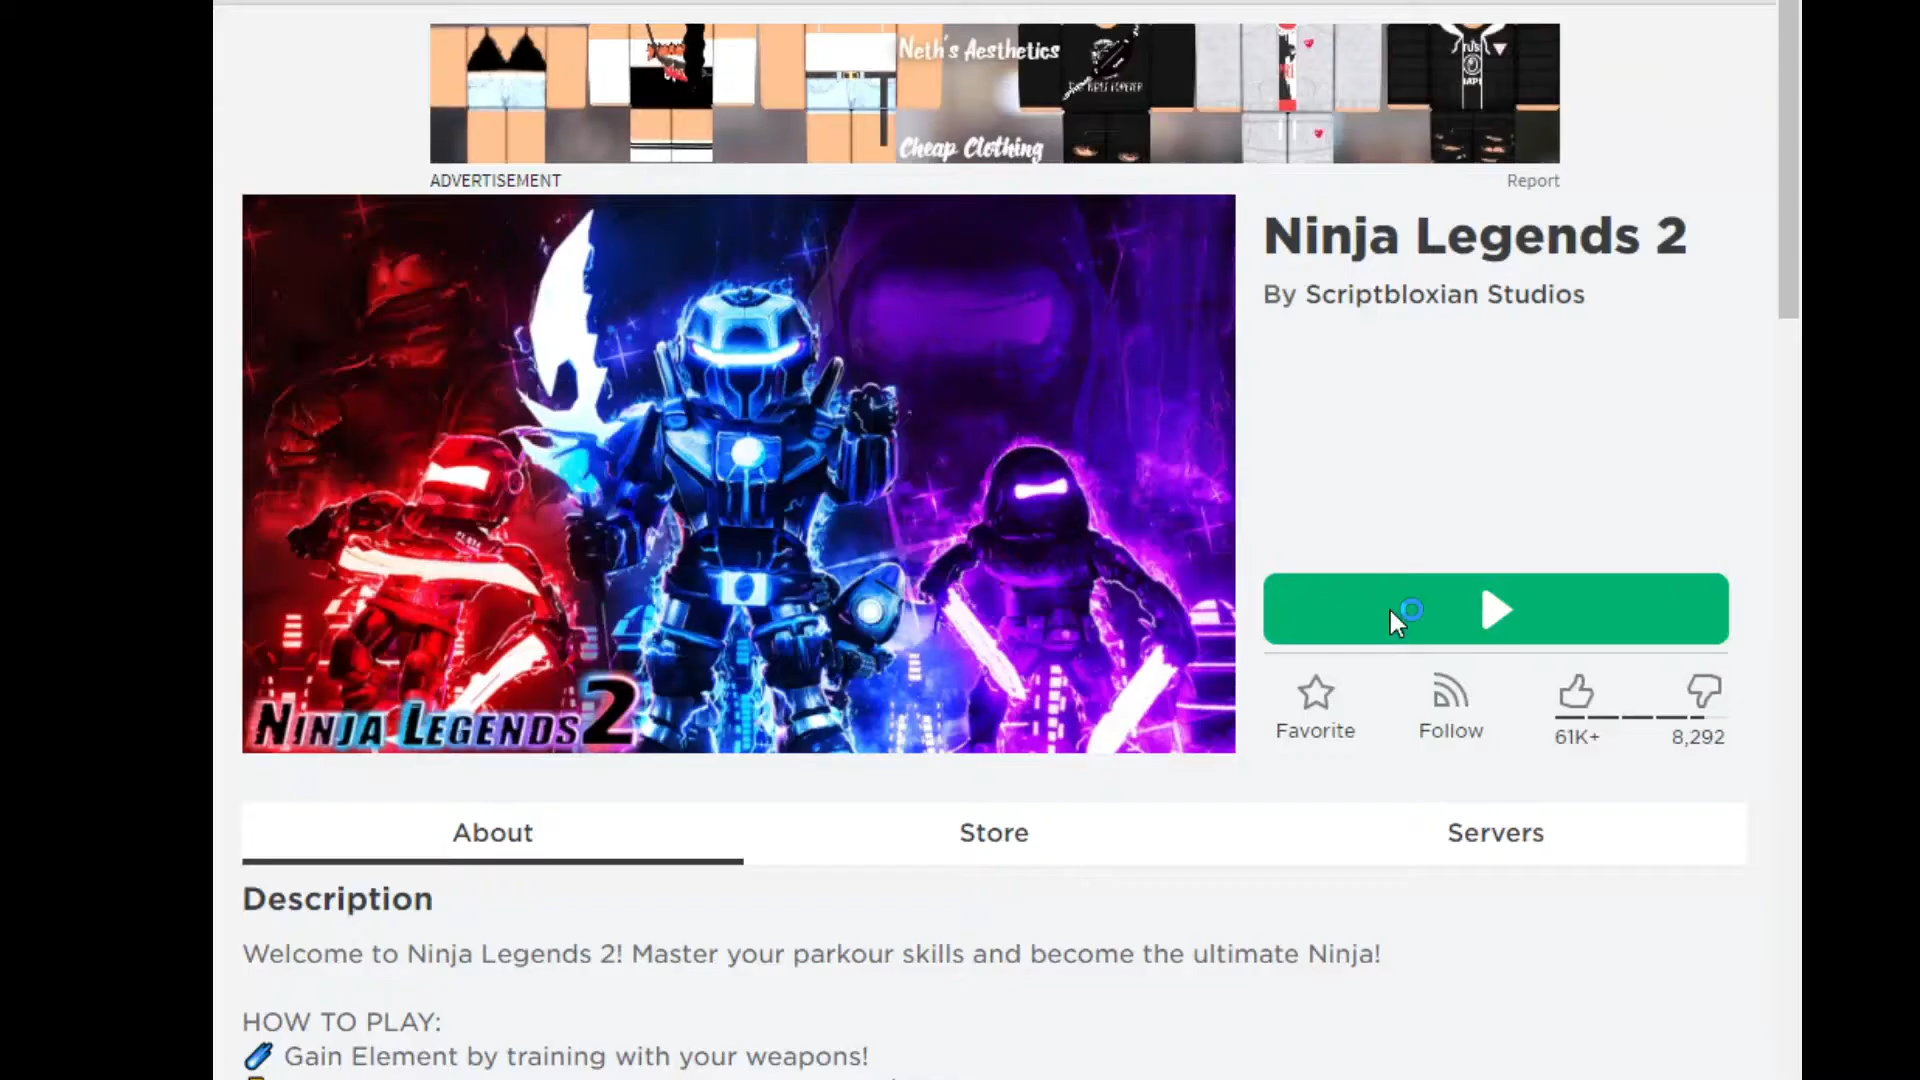 Neth's Aesthetics
Cheap Clothing
ADVERTISEMENT
Report
Ninja Legends 2
By Scriptbloxian Studios
NINJA LEGENDS 2
Favorite
Follow
61K+
8,292
About
Store
Servers
Description
Welcome to Ninja Legends 2! Master your parkour skills and become the ultimate Ninja!
HOW TO PLAY:
Gain Element by training with your weapons!